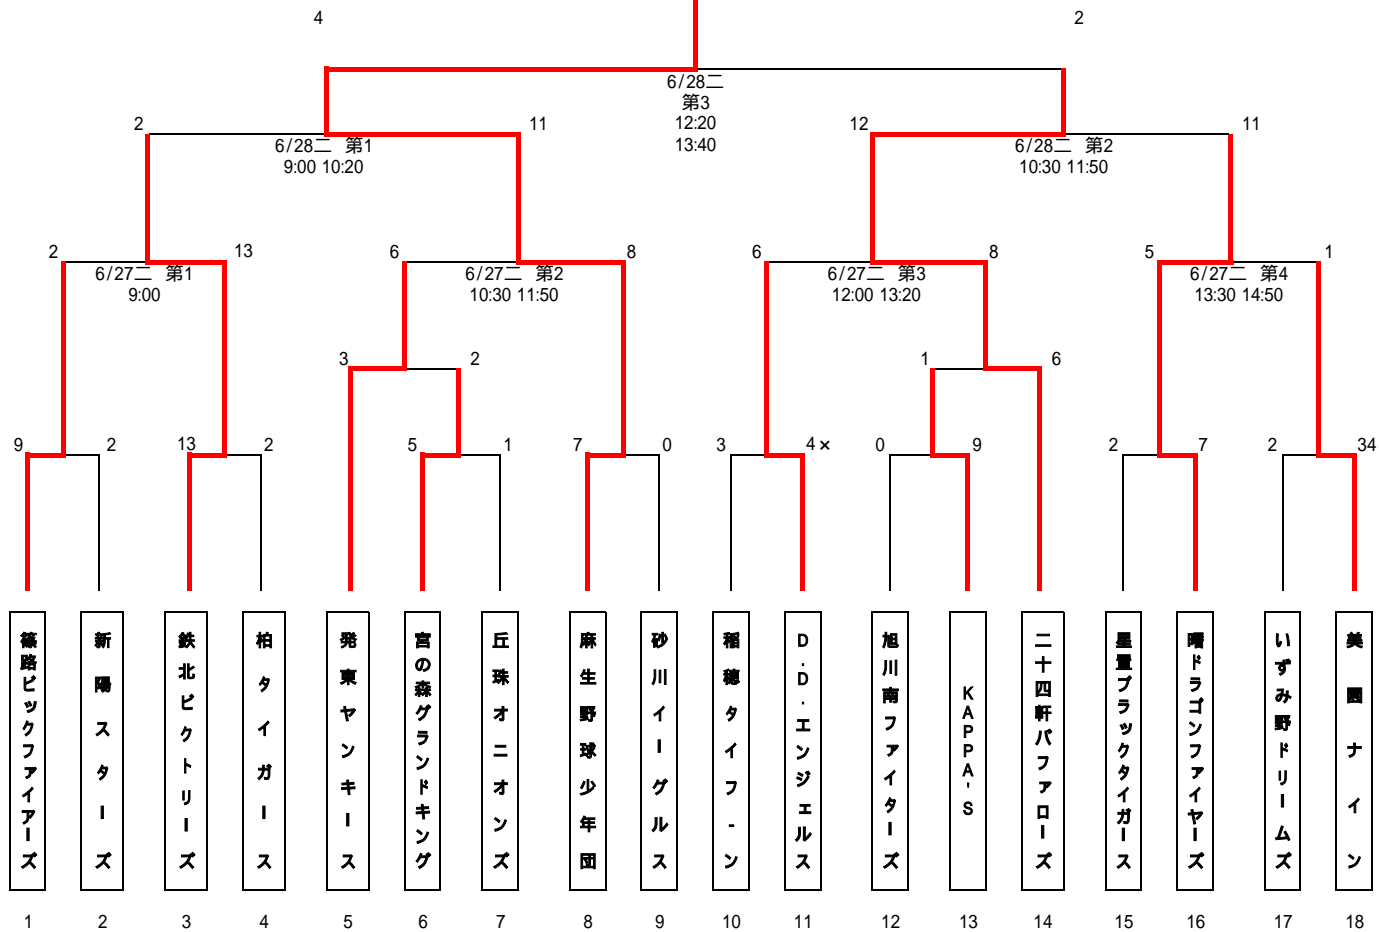 4 2
6/28二
第3
12:20
13:40
2 11 12 11
6/28二 第1
9:00 10:20
6/28二 第2
10:30 11:50
2 13 6 8 6 8 5 1
6/27二 第1
9:00
6/27二 第2
10:30 11:50
6/27二 第3
12:00 13:20
6/27二 第4
13:30 14:50
3 2 1 6
9 2 13 2 5 1 7 0 3 4× 0 9 2 7 2 34
篠路ビックファイアーズ
新陽スターズ
鉄北ビクトリーズ
柏タイガース
発東ヤンキース
宮の森グランドキング
丘珠オニオンズ
麻生野球少年団
砂川イーグルス
稲穂タイフ-ン
D.D.エンジェルス
旭川南ファイターズ
KAPPA'S
二十四軒バファローズ
星置ブラックタイガース
曙ドラゴンファイヤーズ
いずみ野ドリームズ
美園ナイン
1 2 3 4 5 6 7 8 9 10 11 12 13 14 15 16 17 18